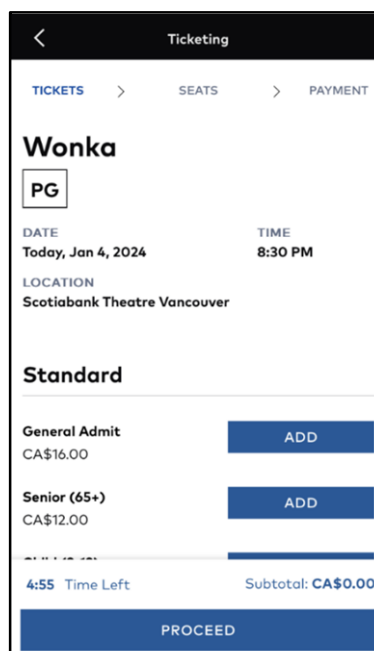 Ticketing
TICKETS > SEATS > PAYMENT
Wonka
PG
DATE TIME
Today, Jan 4, 2024 8:30 PM
LOCATION
Scotiabank Theatre Vancouver
Standard
General Admit ADD
CA$16.00
Senior (65+) ADD
CA$12.00
4:55 Time Left Subtotal: CA$0.00
PROCEED